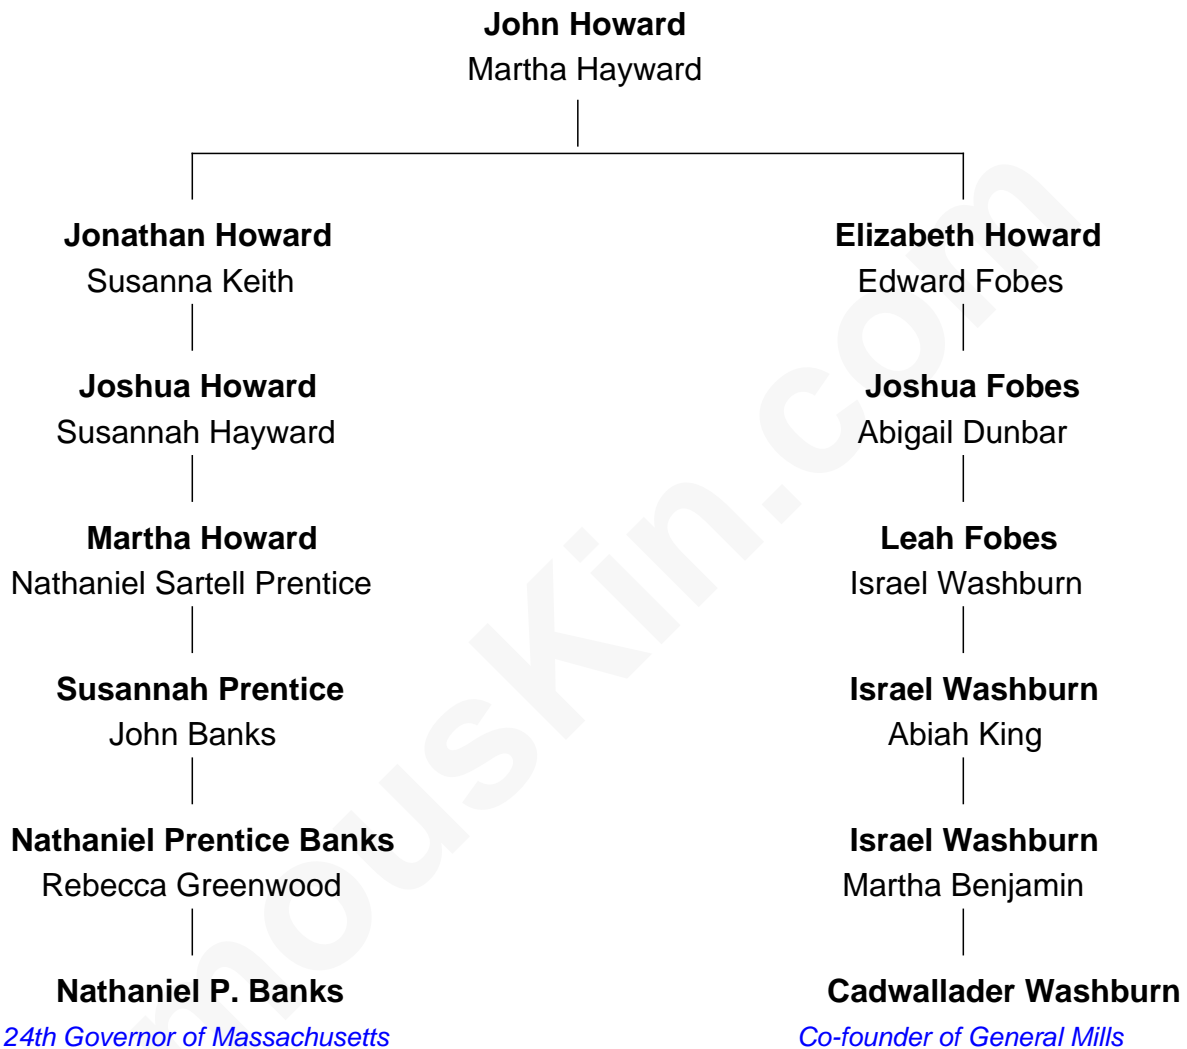 John Howard
Martha Hayward
Jonathan Howard
Susanna Keith
Joshua Howard
Susannah Hayward
Martha Howard
Nathaniel Sartell Prentice
Susannah Prentice
John Banks
Nathaniel Prentice Banks
Rebecca Greenwood
Nathaniel P. Banks
24th Governor of Massachusetts
Elizabeth Howard
Edward Fobes
Joshua Fobes
Abigail Dunbar
Leah Fobes
Israel Washburn
Israel Washburn
Abiah King
Israel Washburn
Martha Benjamin
Cadwallader Washburn
Co-founder of General Mills
mousKin.com